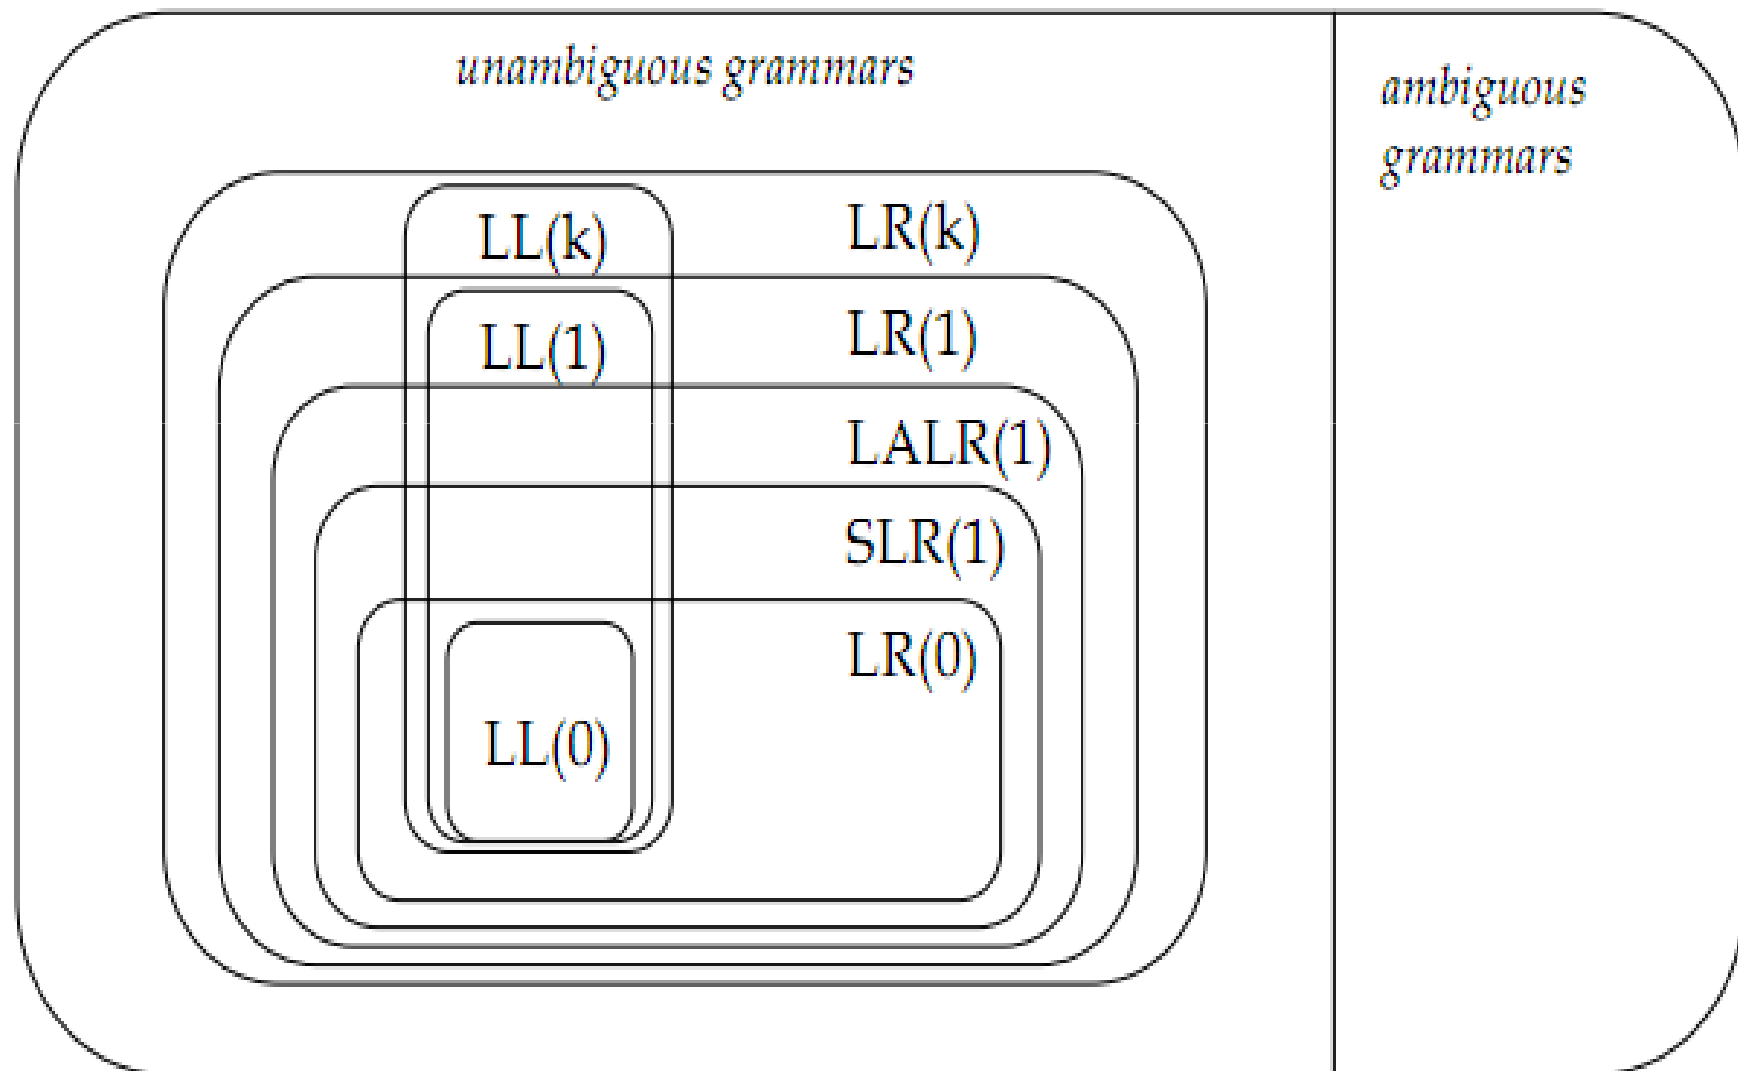 unambiguous grammars
ambiguous
grammars
LL(k)
LR(k)
LL(1)
LR(1)
LALR(1)
SLR(1)
LR(0)
LL(0)